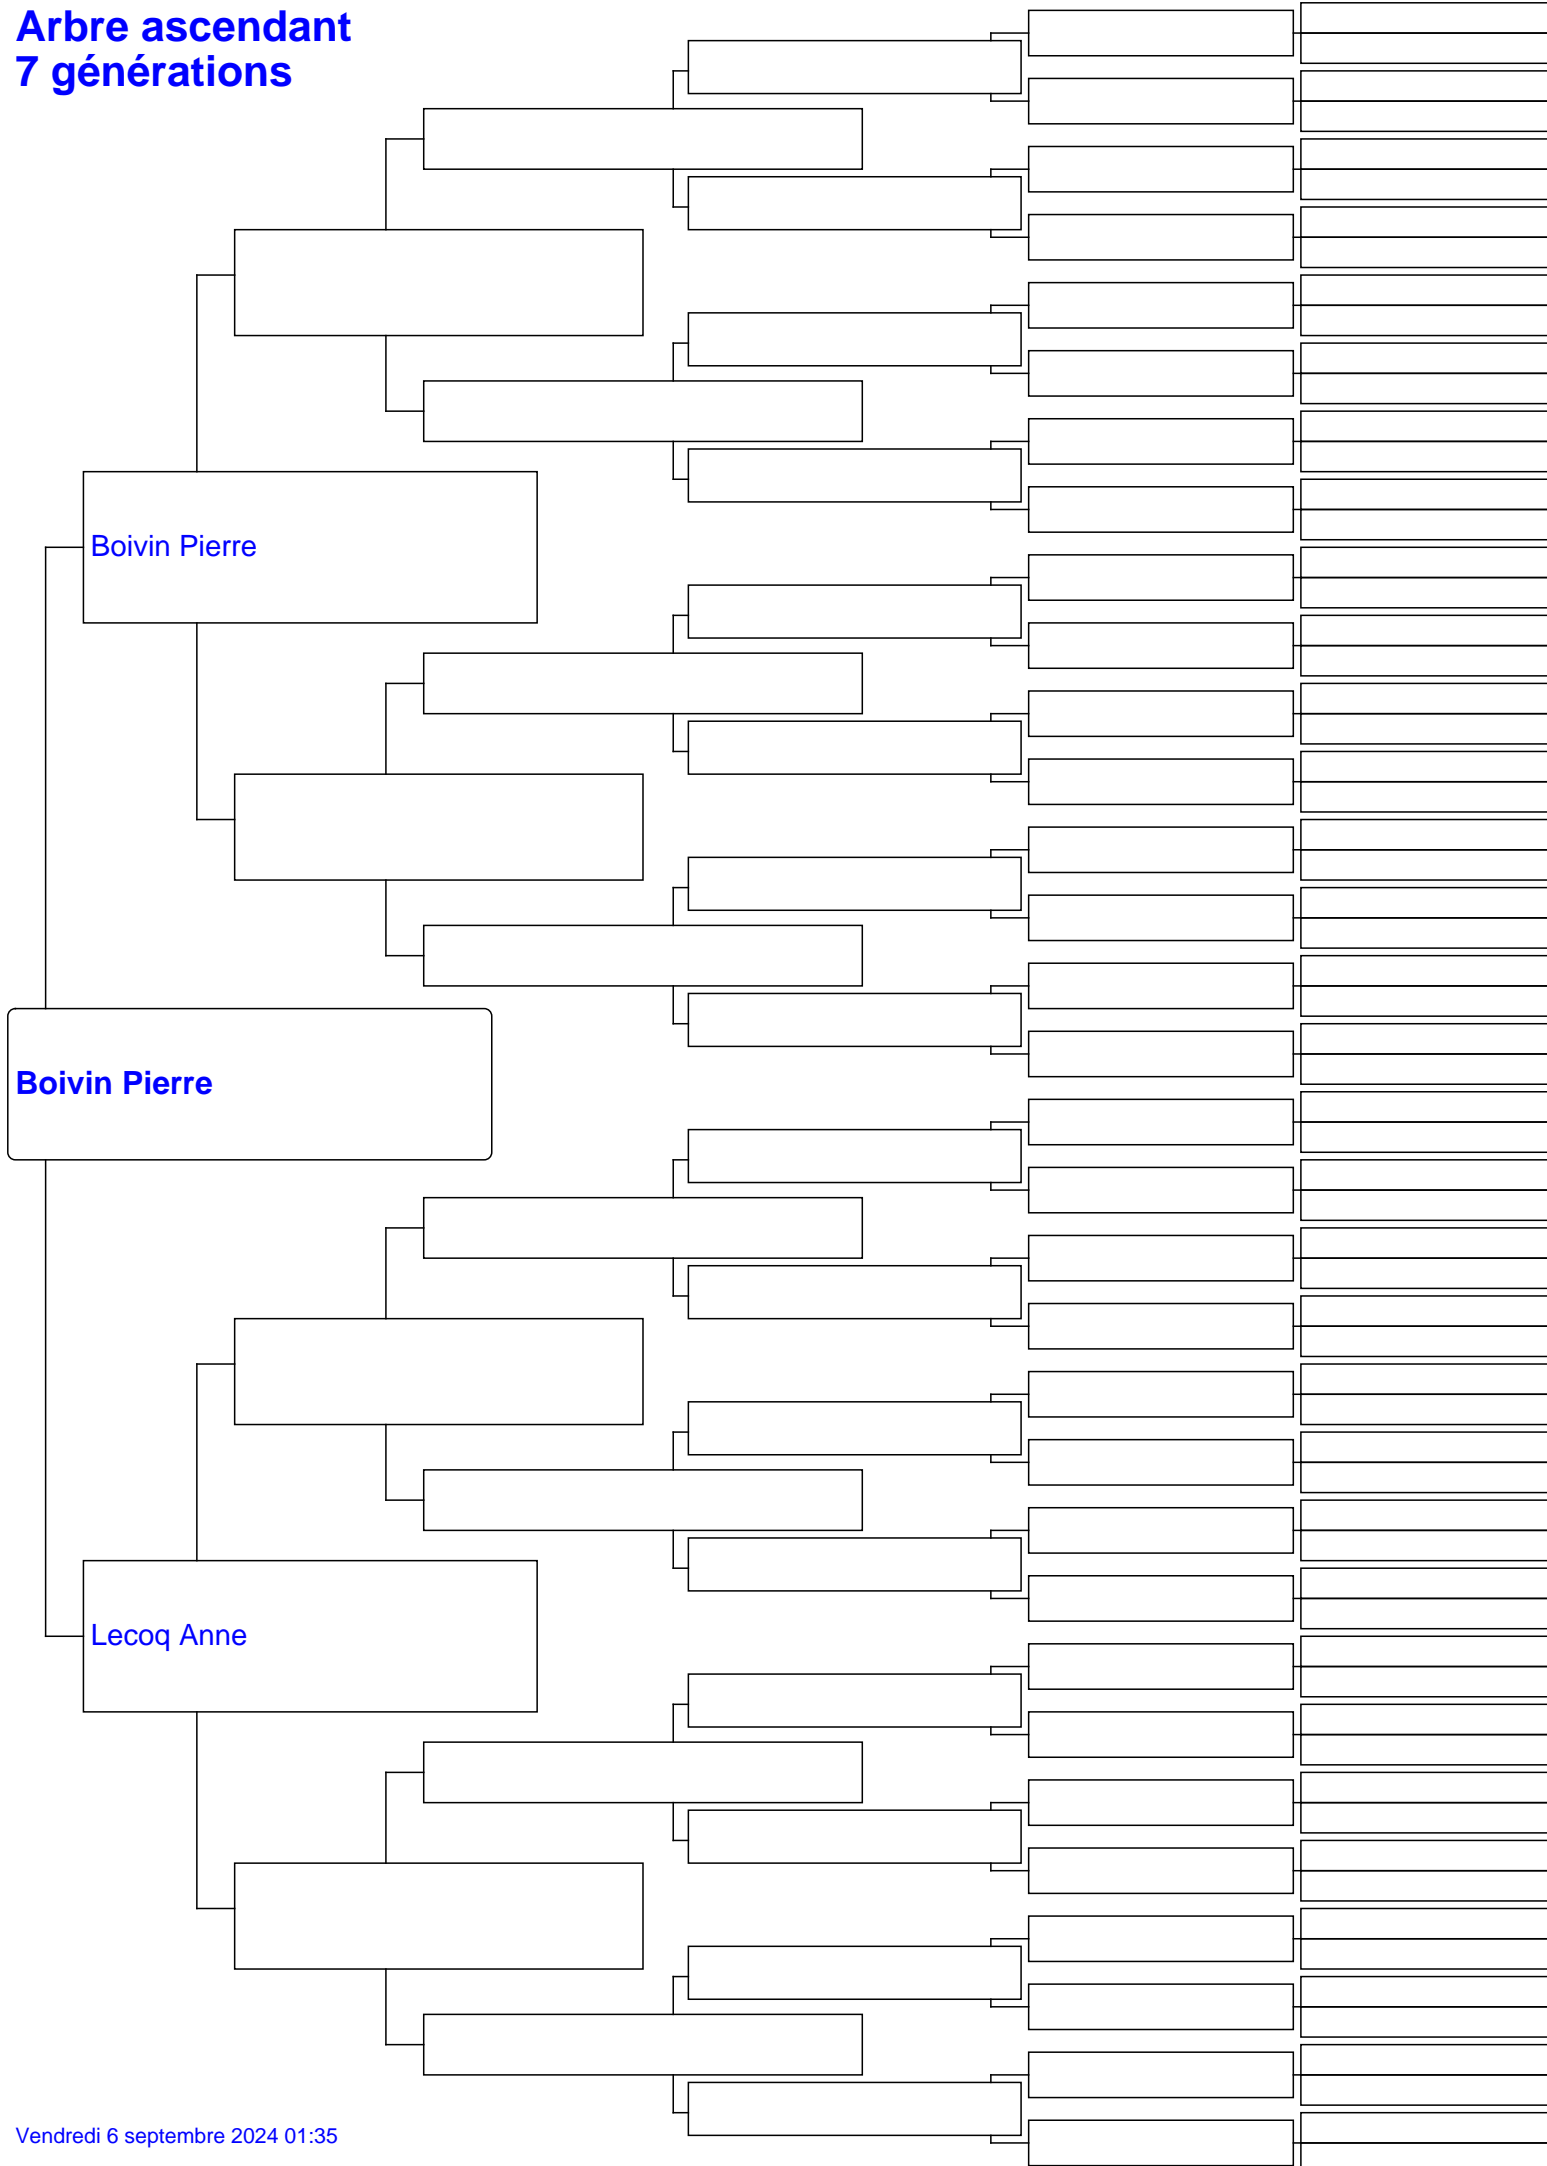 Arbre ascendant
7 générations
Boivin Pierre
Boivin Pierre
Lecoq Anne
Vendredi 6 septembre 2024 01:35